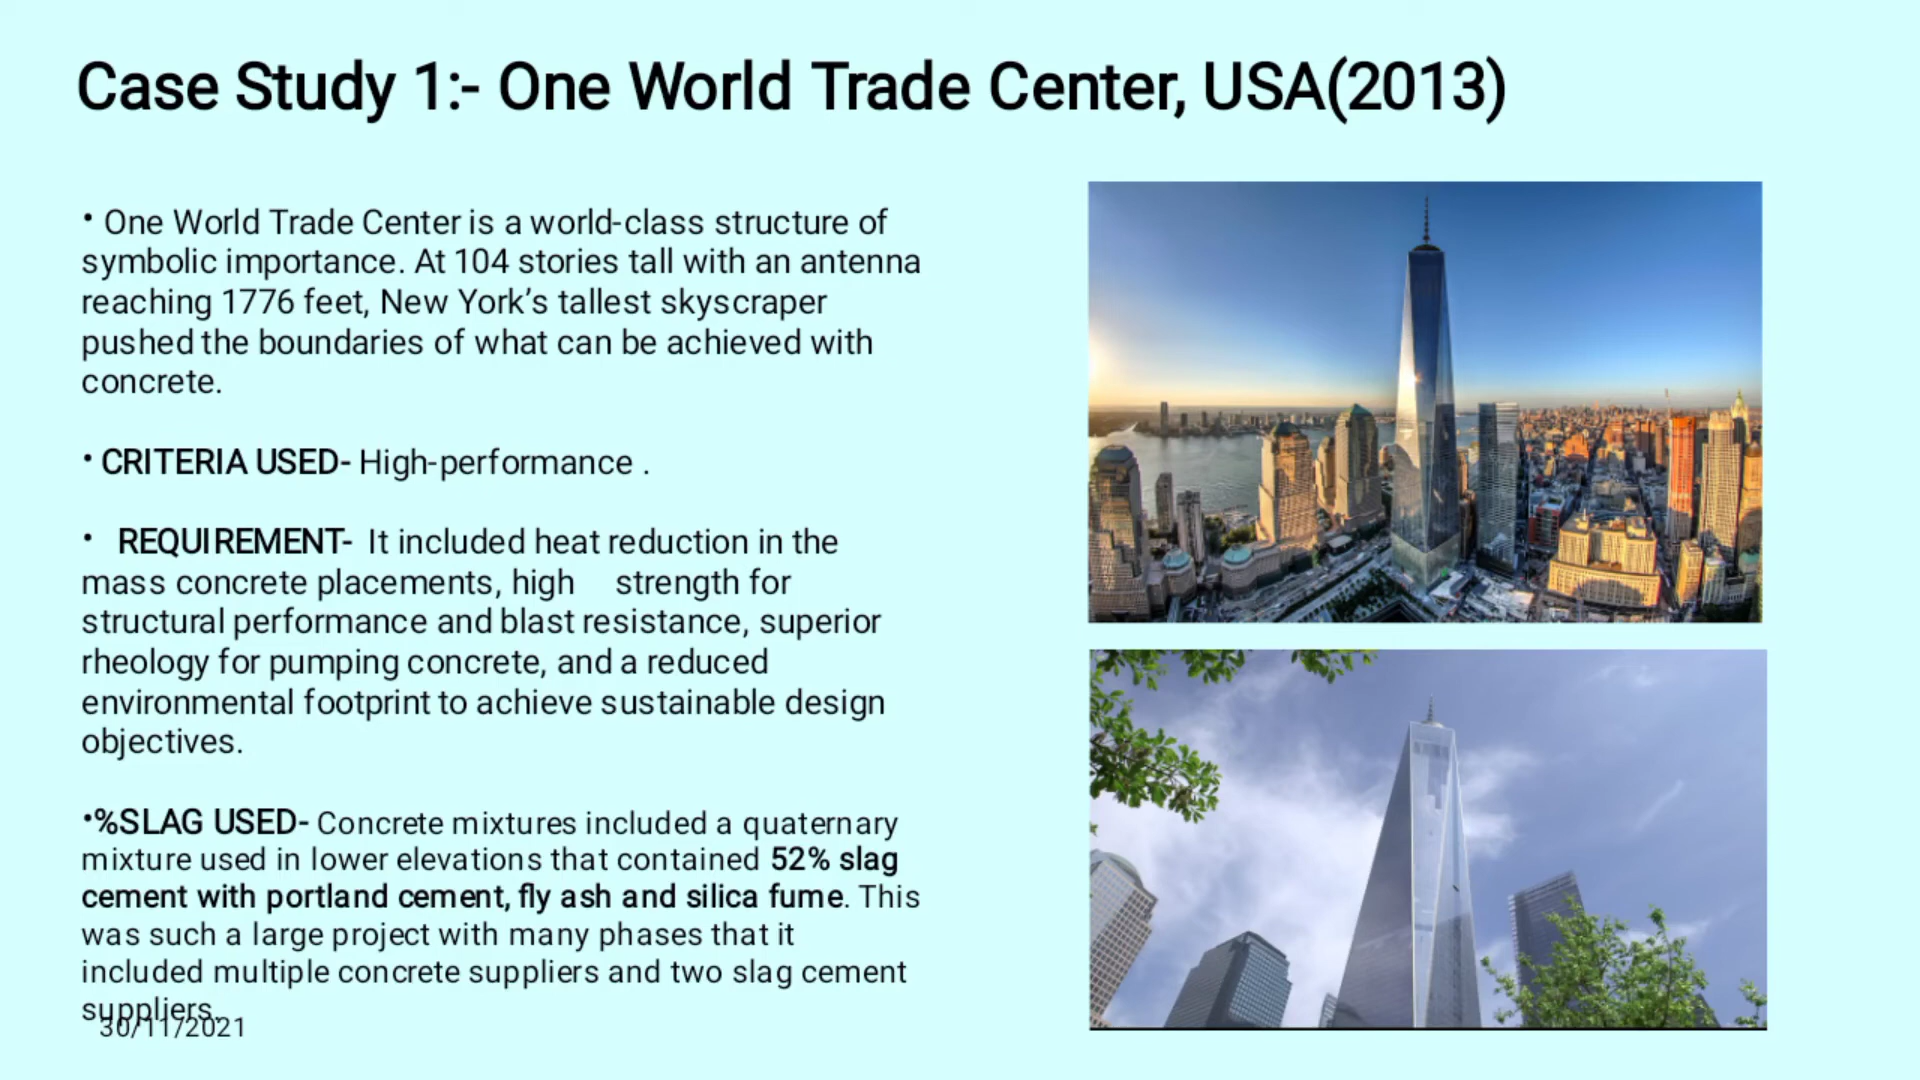 Case Study 1:- One World Trade Center, USA(2013)
• One World Trade Center is a world-class structure of
symbolic importance. At 104 stories tall with an antenna
reaching 1776 feet, New York’s tallest skyscraper
pushed the boundaries of what can be achieved with
concrete.
• CRITERIA USED- High-performance .
• REQUIREMENT- It included heat reduction in the
mass concrete placements, high strength for
structural performance and blast resistance, superior
rheology for pumping concrete, and a reduced
environmental footprint to achieve sustainable design
objectives.
•%SLAG USED- Concrete mixtures included a quaternary
mixture used in lower elevations that contained 52% slag
cement with portland cement, fly ash and silica fume. This
was such a large project with many phases that it
included multiple concrete suppliers and two slag cement
suppliers.
30/11/2021